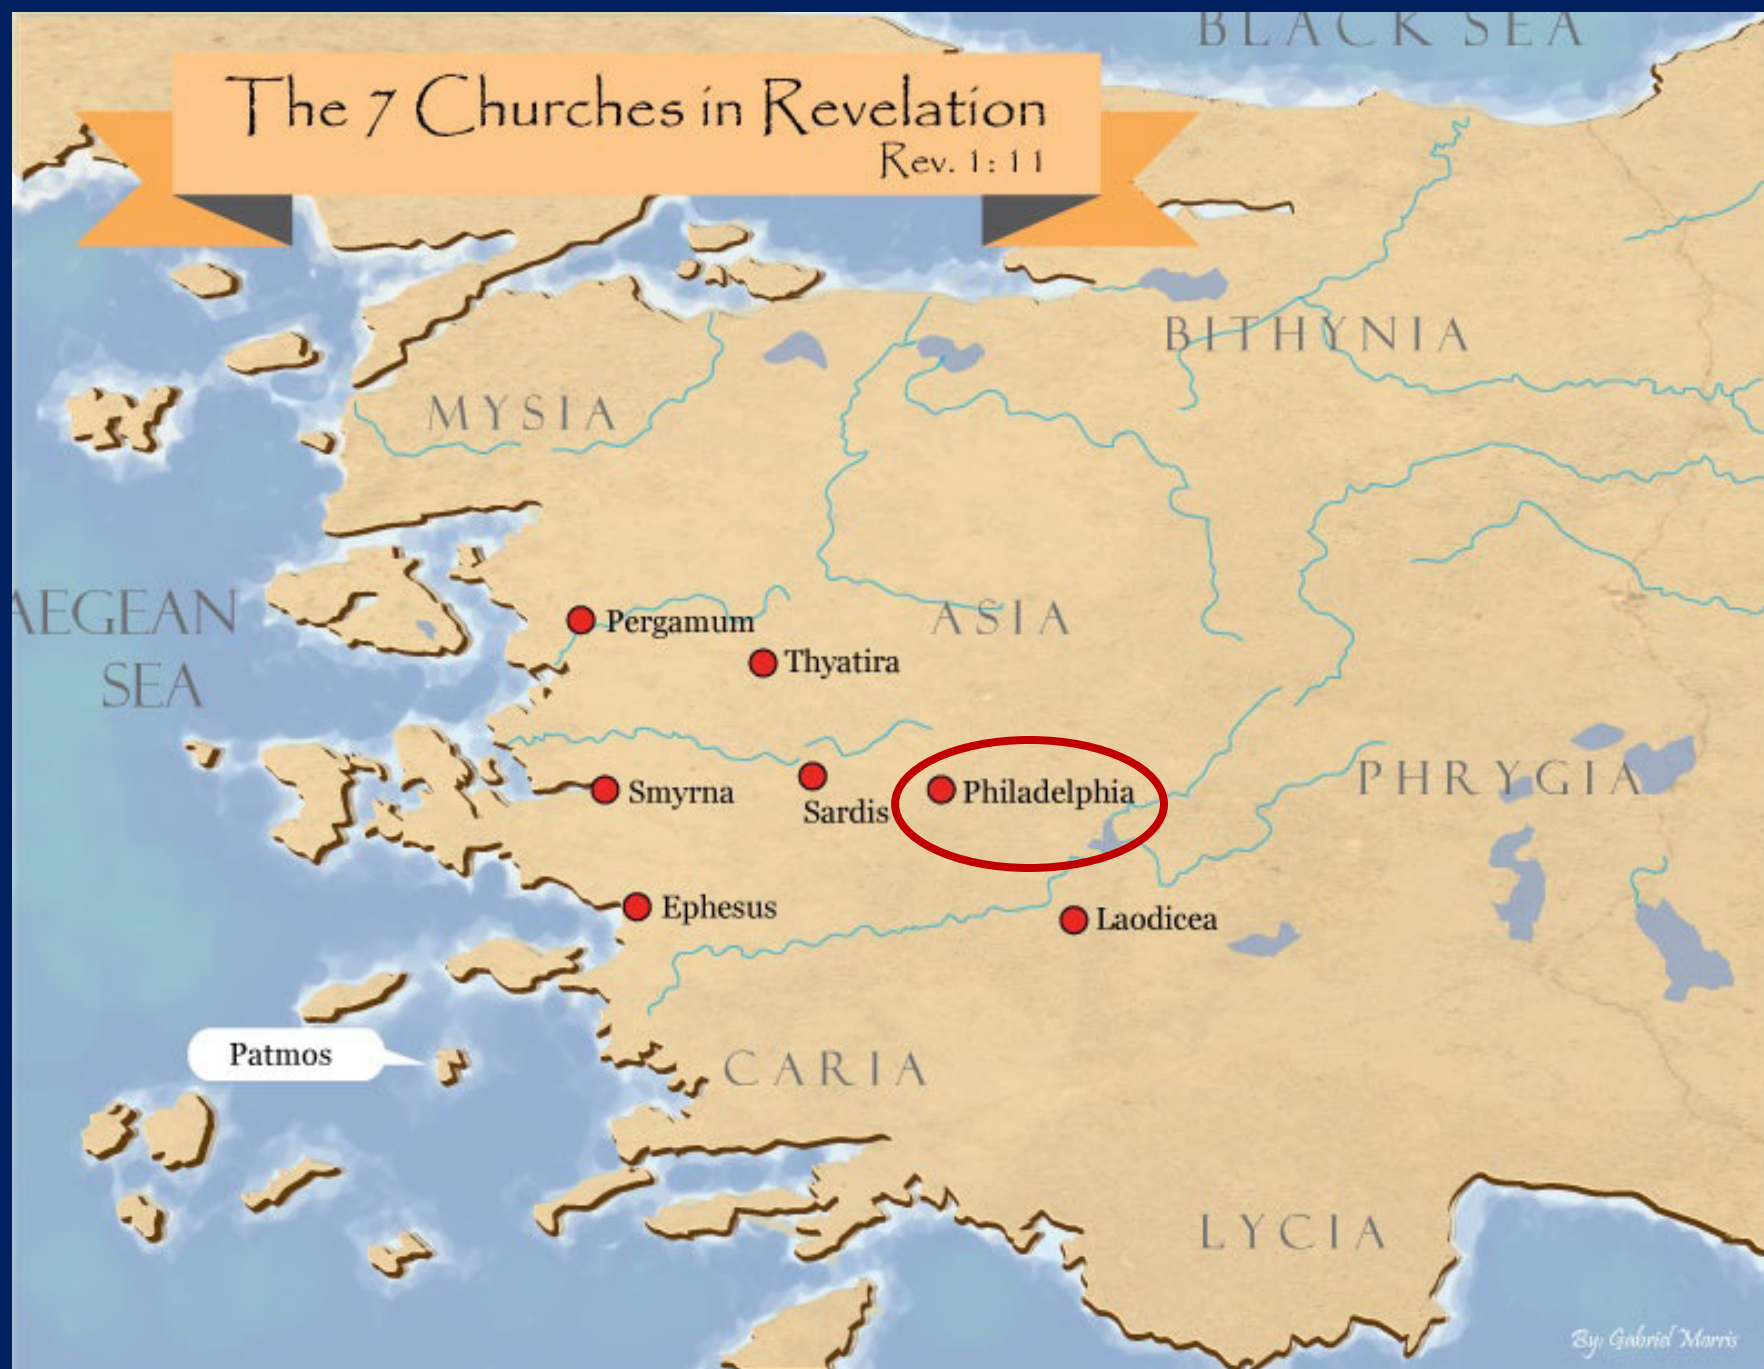 BLACK SEA
The 7 Churches in Revelation
Rev. 1:11
BITHYNIA
MYSIA
AEGEAN
SEA
ASIA
Pergamum
Thyatira
Smyrna
Sardis
Philadelphia
PHRYGIA
Ephesus
Laodicea
Patmos
CARIA
LYCIA
By: Gabriel Morris